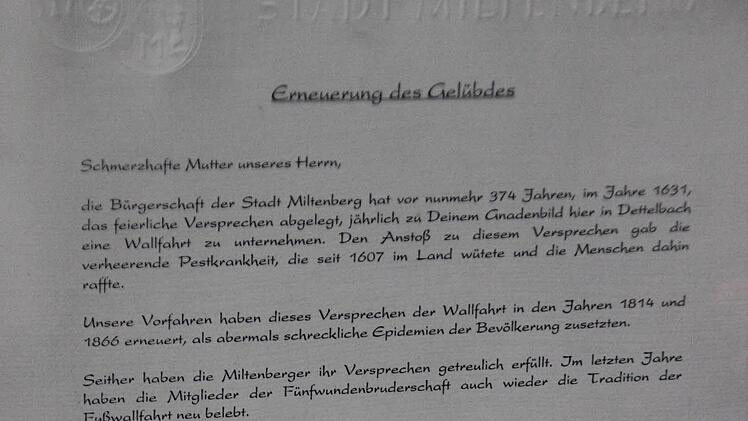 STADT MILTENBERG
Erneuerung des Gelübdes
Schmerzhafte Mutter unseres Herrn,
die Bürgerschaft der Stadt Miltenberg hat vor nunmehr 374 Jahren, im Jahre 1631,
das feierliche Versprechen abgelegt, jährlich zu Deinem Gnadenbild hier in Dettelbach
eine Wallfahrt zu unternehmen. Den Anstoß zu diesem Versprechen gab die
verheerende Pestkrankheit, die seit 1607 im Land wütete und die Menschen dahin
raffte.
Unsere Vorfahren haben dieses Versprechen der Wallfahrt in den Jahren 1814 und
1866 erneuert, als abermals schreckliche Epidemien der Bevölkerung zusetzten.
Seither haben die Miltenberger ihr Versprechen getreulich erfüllt. Im letzten Jahre
haben die Mitglieder der Fünfwundenbruderschaft auch wieder die Tradition der
Fußwallfahrt neu belebt.